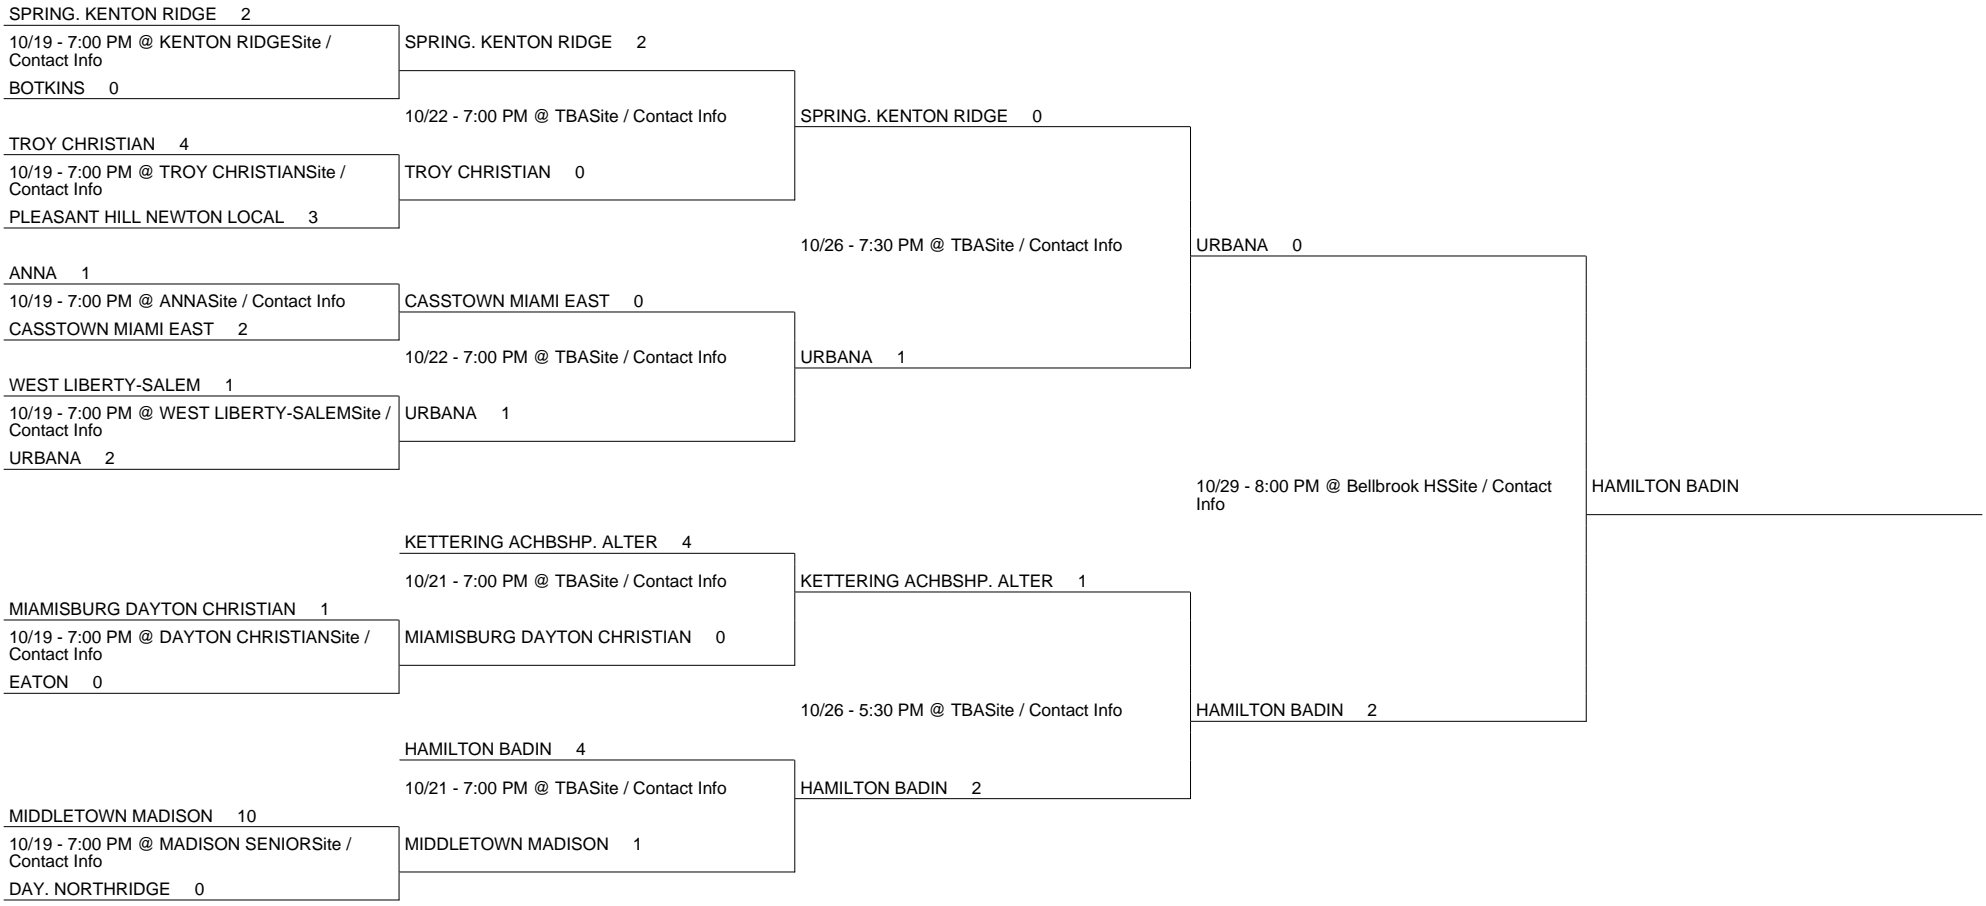 SPRING. KENTON RIDGE 2
10/19 - 7:00 PM @ KENTON RIDGESite /
Contact Info
BOTKINS 0
TROY CHRISTIAN 4
10/19 - 7:00 PM @ TROY CHRISTIANSite /
Contact Info
PLEASANT HILL NEWTON LOCAL 3
ANNA 1
10/19 - 7:00 PM @ ANNASite / Contact Info
CASSTOWN MIAMI EAST 2
WEST LIBERTY-SALEM 1
10/19 - 7:00 PM @ WEST LIBERTY-SALEMSite /
Contact Info
URBANA 2
MIAMISBURG DAYTON CHRISTIAN 1
10/19 - 7:00 PM @ DAYTON CHRISTIANSite /
Contact Info
EATON 0
MIDDLETOWN MADISON 10
10/19 - 7:00 PM @ MADISON SENIORSite /
Contact Info
DAY. NORTHRIDGE 0
SPRING. KENTON RIDGE 2
10/22 - 7:00 PM @ TBASite / Contact Info
TROY CHRISTIAN 0
CASSTOWN MIAMI EAST 0
10/22 - 7:00 PM @ TBASite / Contact Info
URBANA 1
KETTERING ACHBSHP. ALTER 4
10/21 - 7:00 PM @ TBASite / Contact Info
MIAMISBURG DAYTON CHRISTIAN 0
HAMILTON BADIN 4
10/21 - 7:00 PM @ TBASite / Contact Info
MIDDLETOWN MADISON 1
SPRING. KENTON RIDGE 0
10/26 - 7:30 PM @ TBASite / Contact Info
URBANA 1
KETTERING ACHBSHP. ALTER 1
10/26 - 5:30 PM @ TBASite / Contact Info
HAMILTON BADIN 2
URBANA 0
10/29 - 8:00 PM @ Bellbrook HSSite / Contact
Info
HAMILTON BADIN 2
HAMILTON BADIN